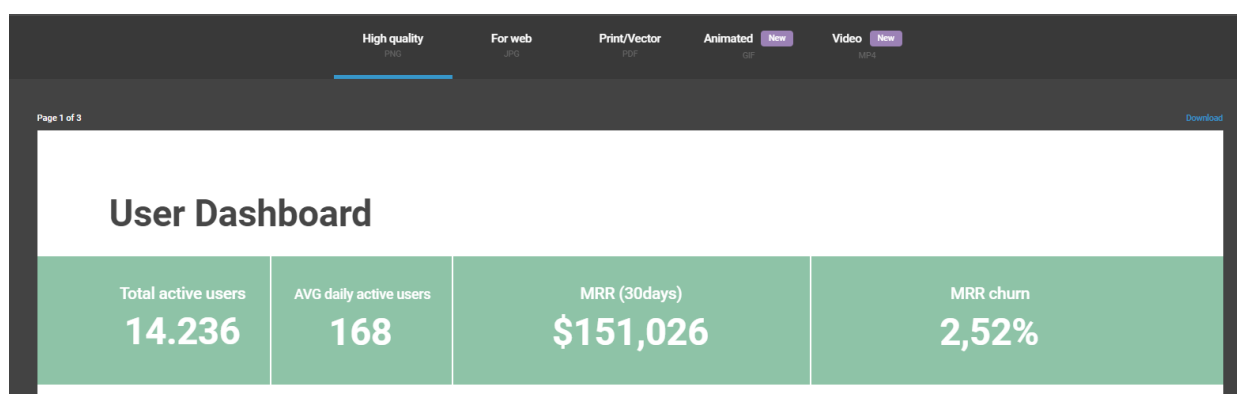 High quality For web Print/Vector Animated New Video New
PNG JPG PDF GIF MP4
Page 1 of 3 Download
User Dashboard
Total active users AVG daily active users MRR (30days) MRR churn
14.236 168 $151,026 2,52%